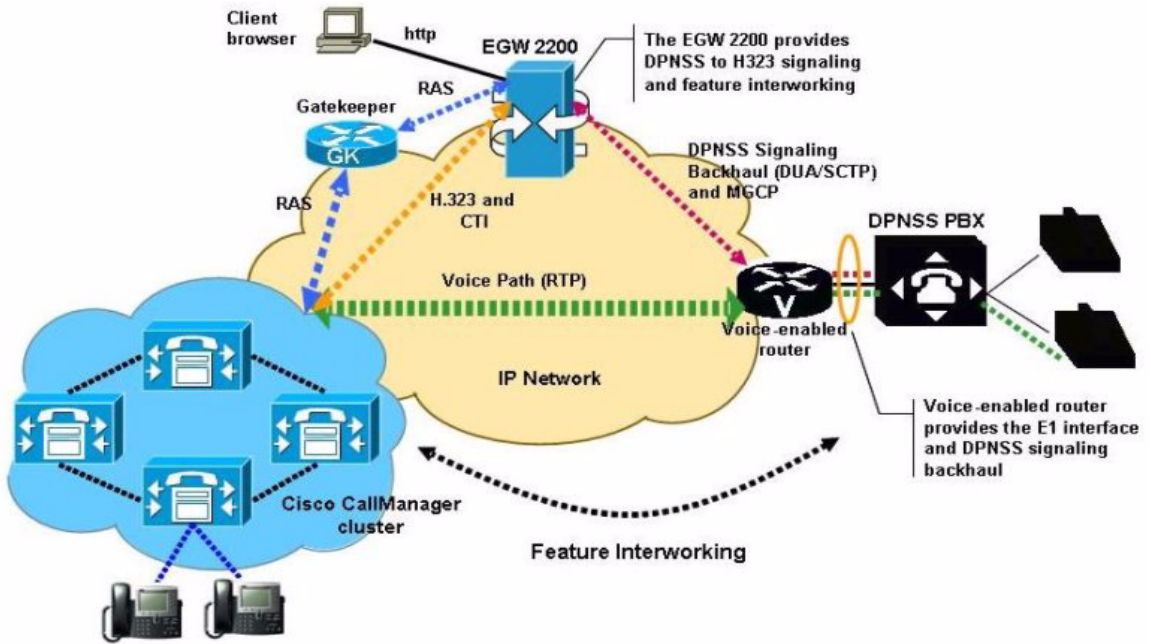 Client
browser
http
EGW 2200
The EGW 2200 provides
DPNSS to H323 signaling
and feature interworking
RAS
Gatekeeper
GK
DPNSS Signaling
Backhaul (DUA/SCTP)
and MGCP
RAS
H.323 and
CTI
DPNSS PBX
Voice Path (RTP)
V
Voice-enabled
router
IP Network
Voice-enabled router
provides the E1 interface
and DPNSS signaling
backhaul
Cisco CallManager
cluster
Feature Interworking